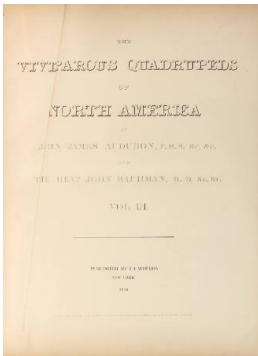 THE
VIVIPAROUS QUADRUPEDS
OF
NORTH AMERICA
BY
JOHN JAMES AUDUBON, F.R.S. &c. &c.
AND
THE REVD. JOHN BACHMAN, D.D. &c. &c.
VOL. III.
PUBLISHED BY J.J. AUDUBON
NEW YORK.